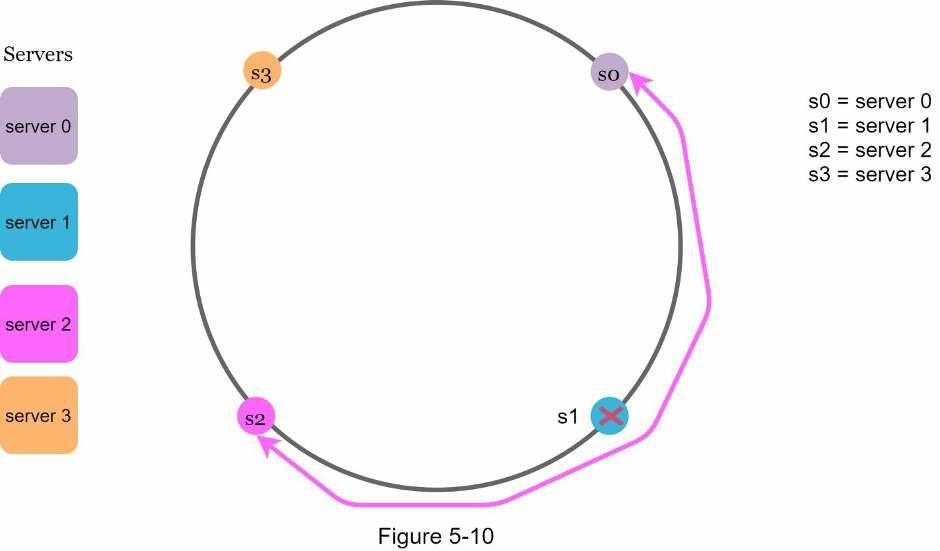 Servers
server 0
server 1
server 2
server 3
s3
s0
s2
s1
s0 = server 0
s1 = server 1
s2 = server 2
s3 = server 3
Figure 5-10